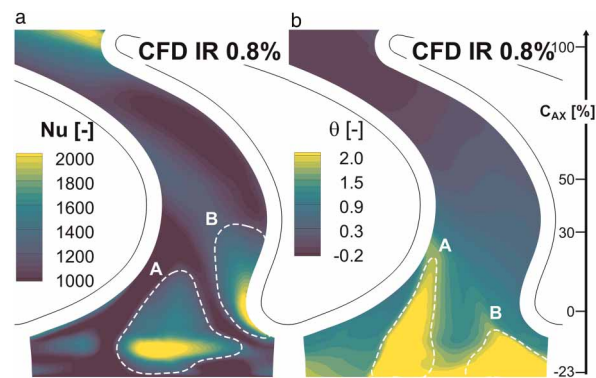 a
CFD IR 0.8%
Nu [-]
2000
1800
1600
1400
1200
1000
A
B
b
CFD IR 0.8%
θ [-]
2.0
1.5
0.9
0.3
-0.2
A
B
100
C_AX [%]
50
30
0
-23